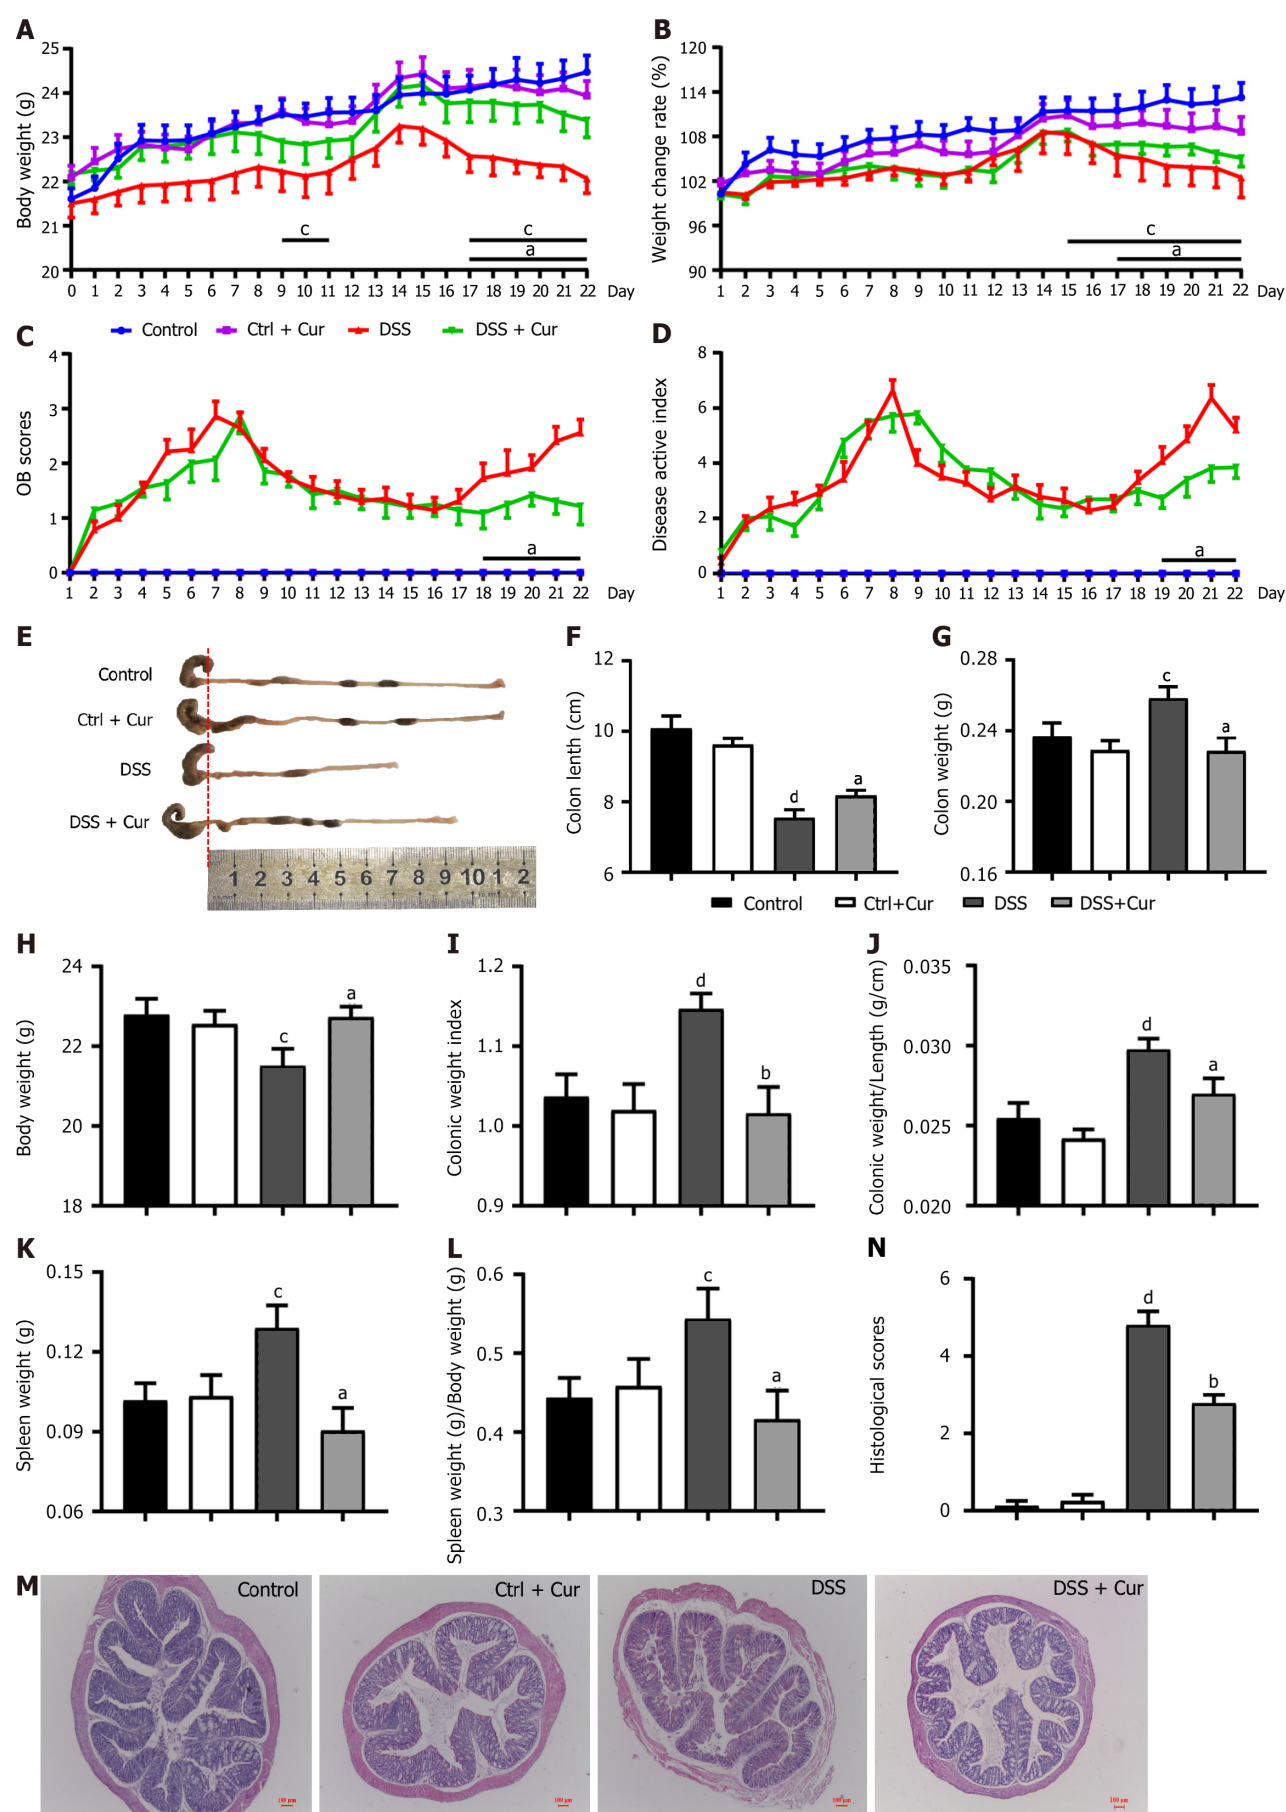 A
B
25
24
23
22
21
20
Body weight (g)
c
c
a
0 1 2 3 4 5 6 7 8 9 10 11 12 13 14 15 16 17 18 19 20 21 22 Day
120
114
108
102
96
90
Weight change rate (%)
c
a
1 2 3 4 5 6 7 8 9 10 11 12 13 14 15 16 17 18 19 20 21 22 Day
Control Ctrl + Cur DSS DSS + Cur
C
D
4
3
2
1
0
OB scores
a
1 2 3 4 5 6 7 8 9 10 11 12 13 14 15 16 17 18 19 20 21 22 Day
8
6
4
2
0
Disease active index
a
1 2 3 4 5 6 7 8 9 10 11 12 13 14 15 16 17 18 19 20 21 22 Day
E
Control
Ctrl + Cur
DSS
DSS + Cur
1 2 3 4 5 6 7 8 9 10 1 2
F
12
10
8
6
Colon lenth (cm)
d
a
G
0.28
0.24
0.20
0.16
Colon weight (g)
c
a
Control Ctrl+Cur DSS DSS+Cur
H
24
22
20
18
Body weight (g)
c
a
I
1.2
1.1
1.0
0.9
Colonic weight index
d
b
J
0.035
0.030
0.025
0.020
Colonic weight/Length (g/cm)
d
a
K
0.15
0.12
0.09
0.06
Spleen weight (g)
c
a
L
0.6
0.5
0.4
0.3
Spleen weight (g)/Body weight (g)
c
a
N
6
4
2
0
Histological scores
d
b
M
Control
Ctrl + Cur
DSS
DSS + Cur
100 μm
100 μm
100 μm
100 μm